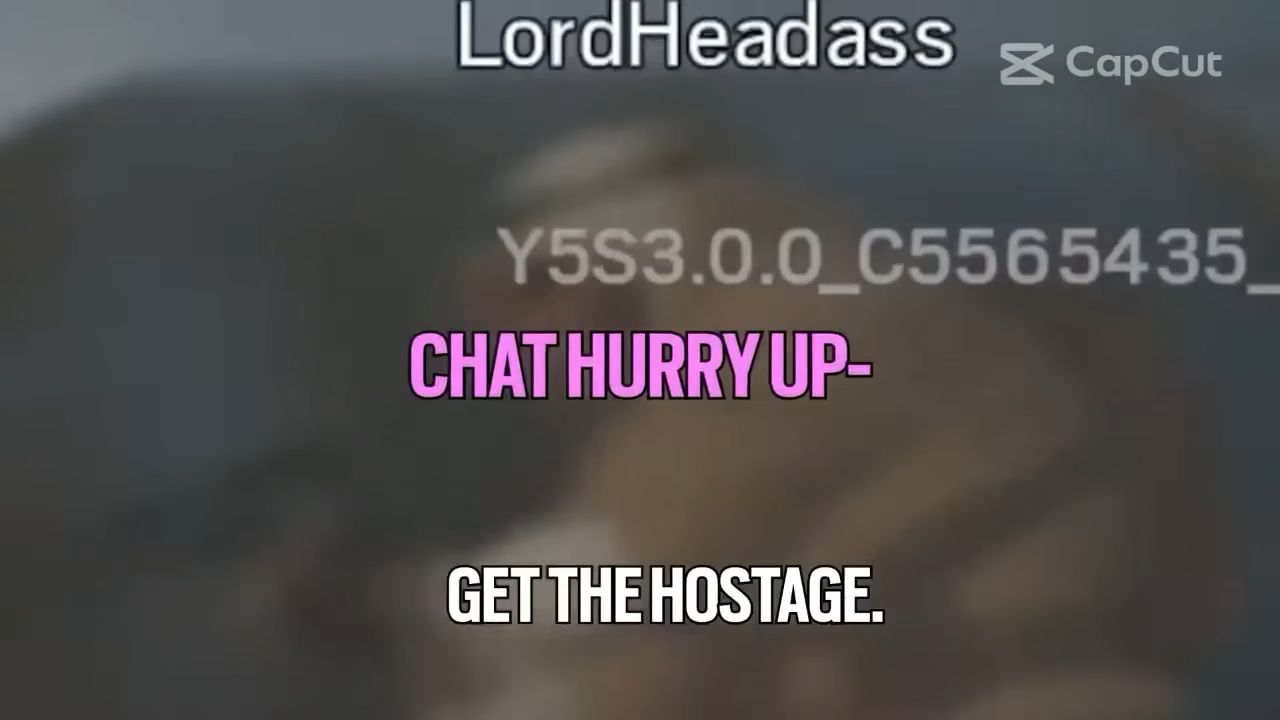 LordHeadass
CapCut
Y5S3.0.0_C5565435_
CHAT HURRY UP-
GET THE HOSTAGE.